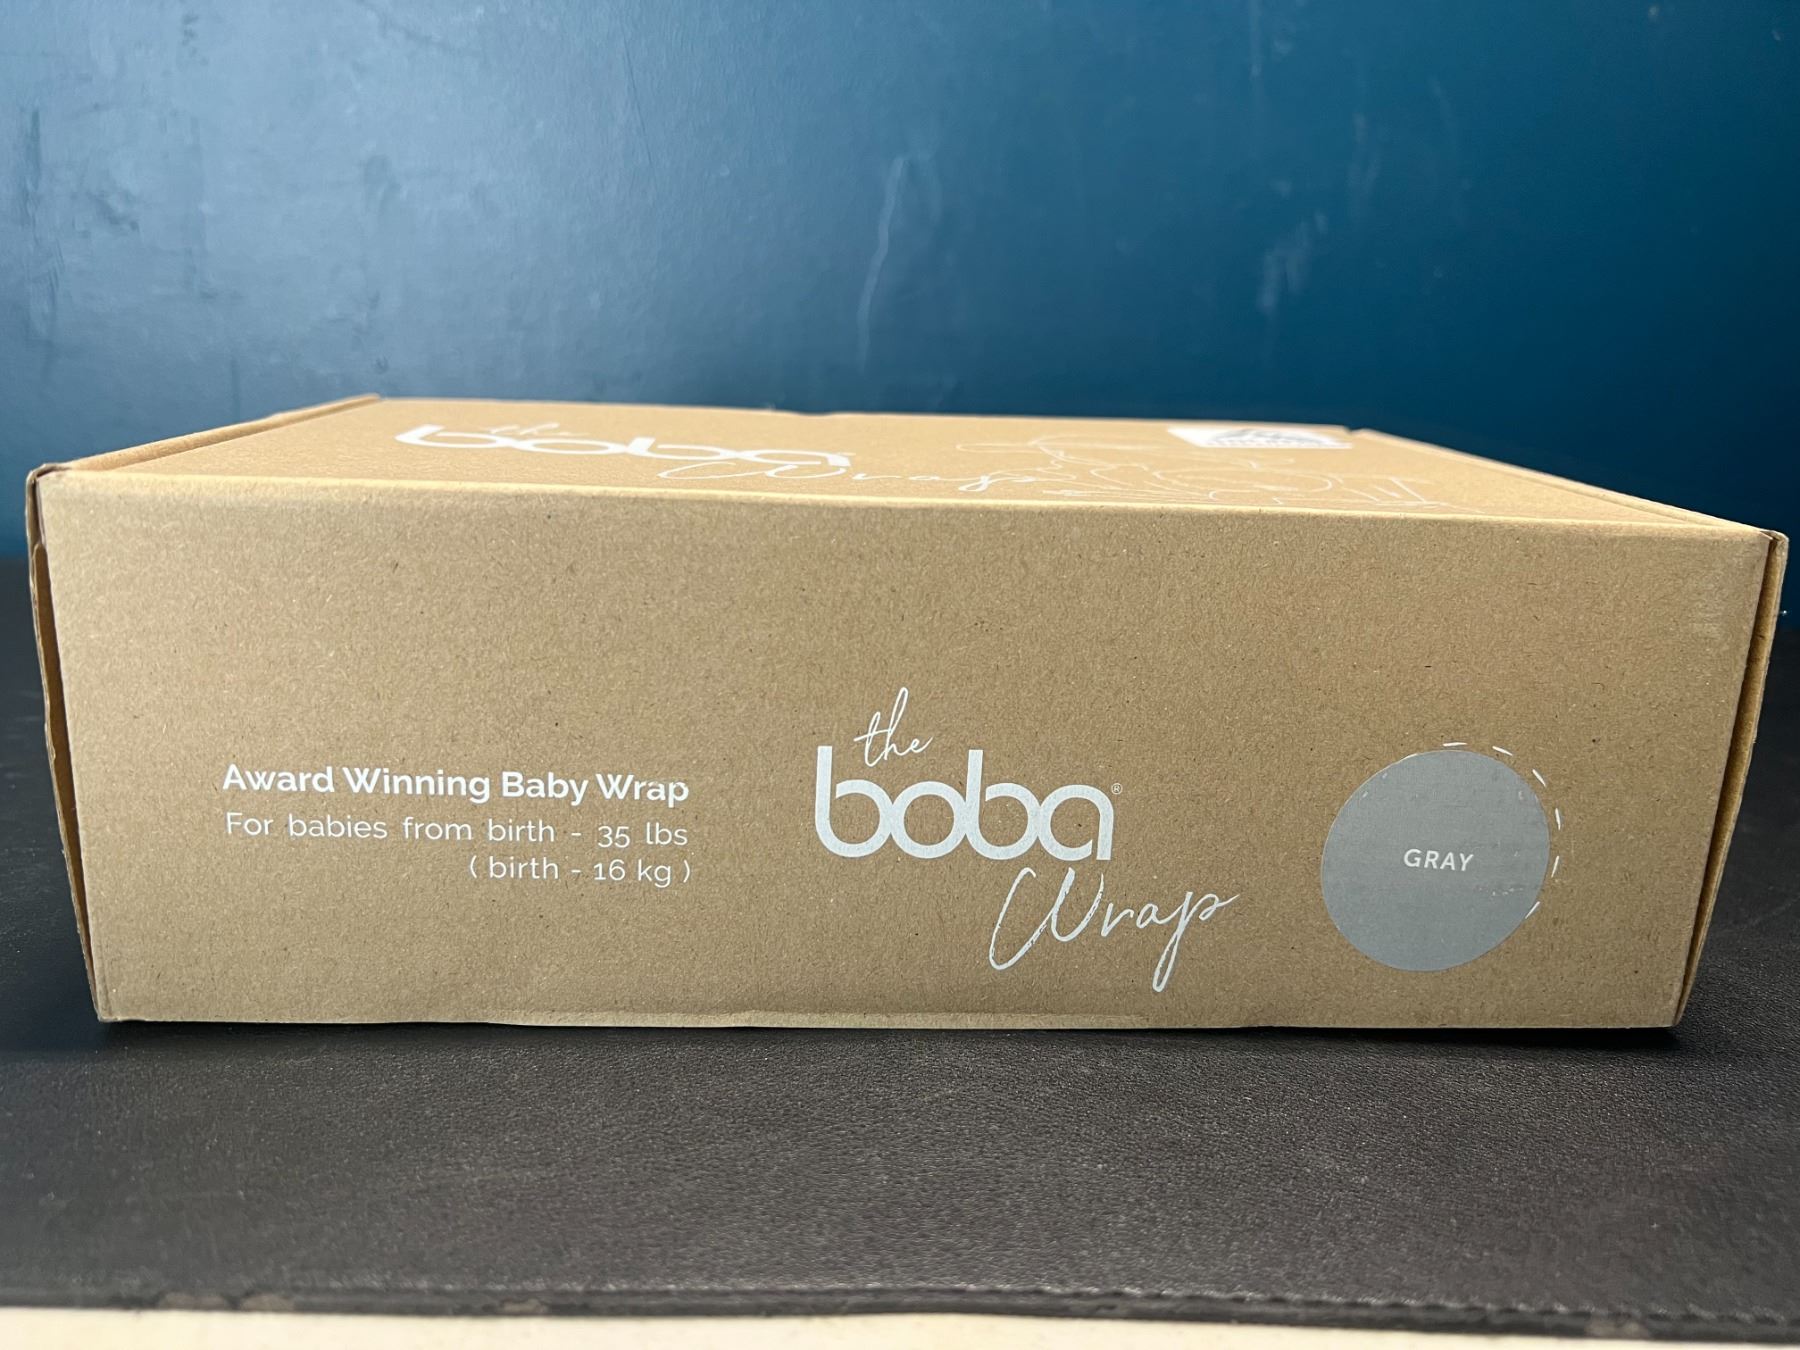 the
boba
Wrap
Award Winning Baby Wrap
For babies from birth - 35 lbs
( birth - 16 kg )
the
boba®
Wrap
GRAY